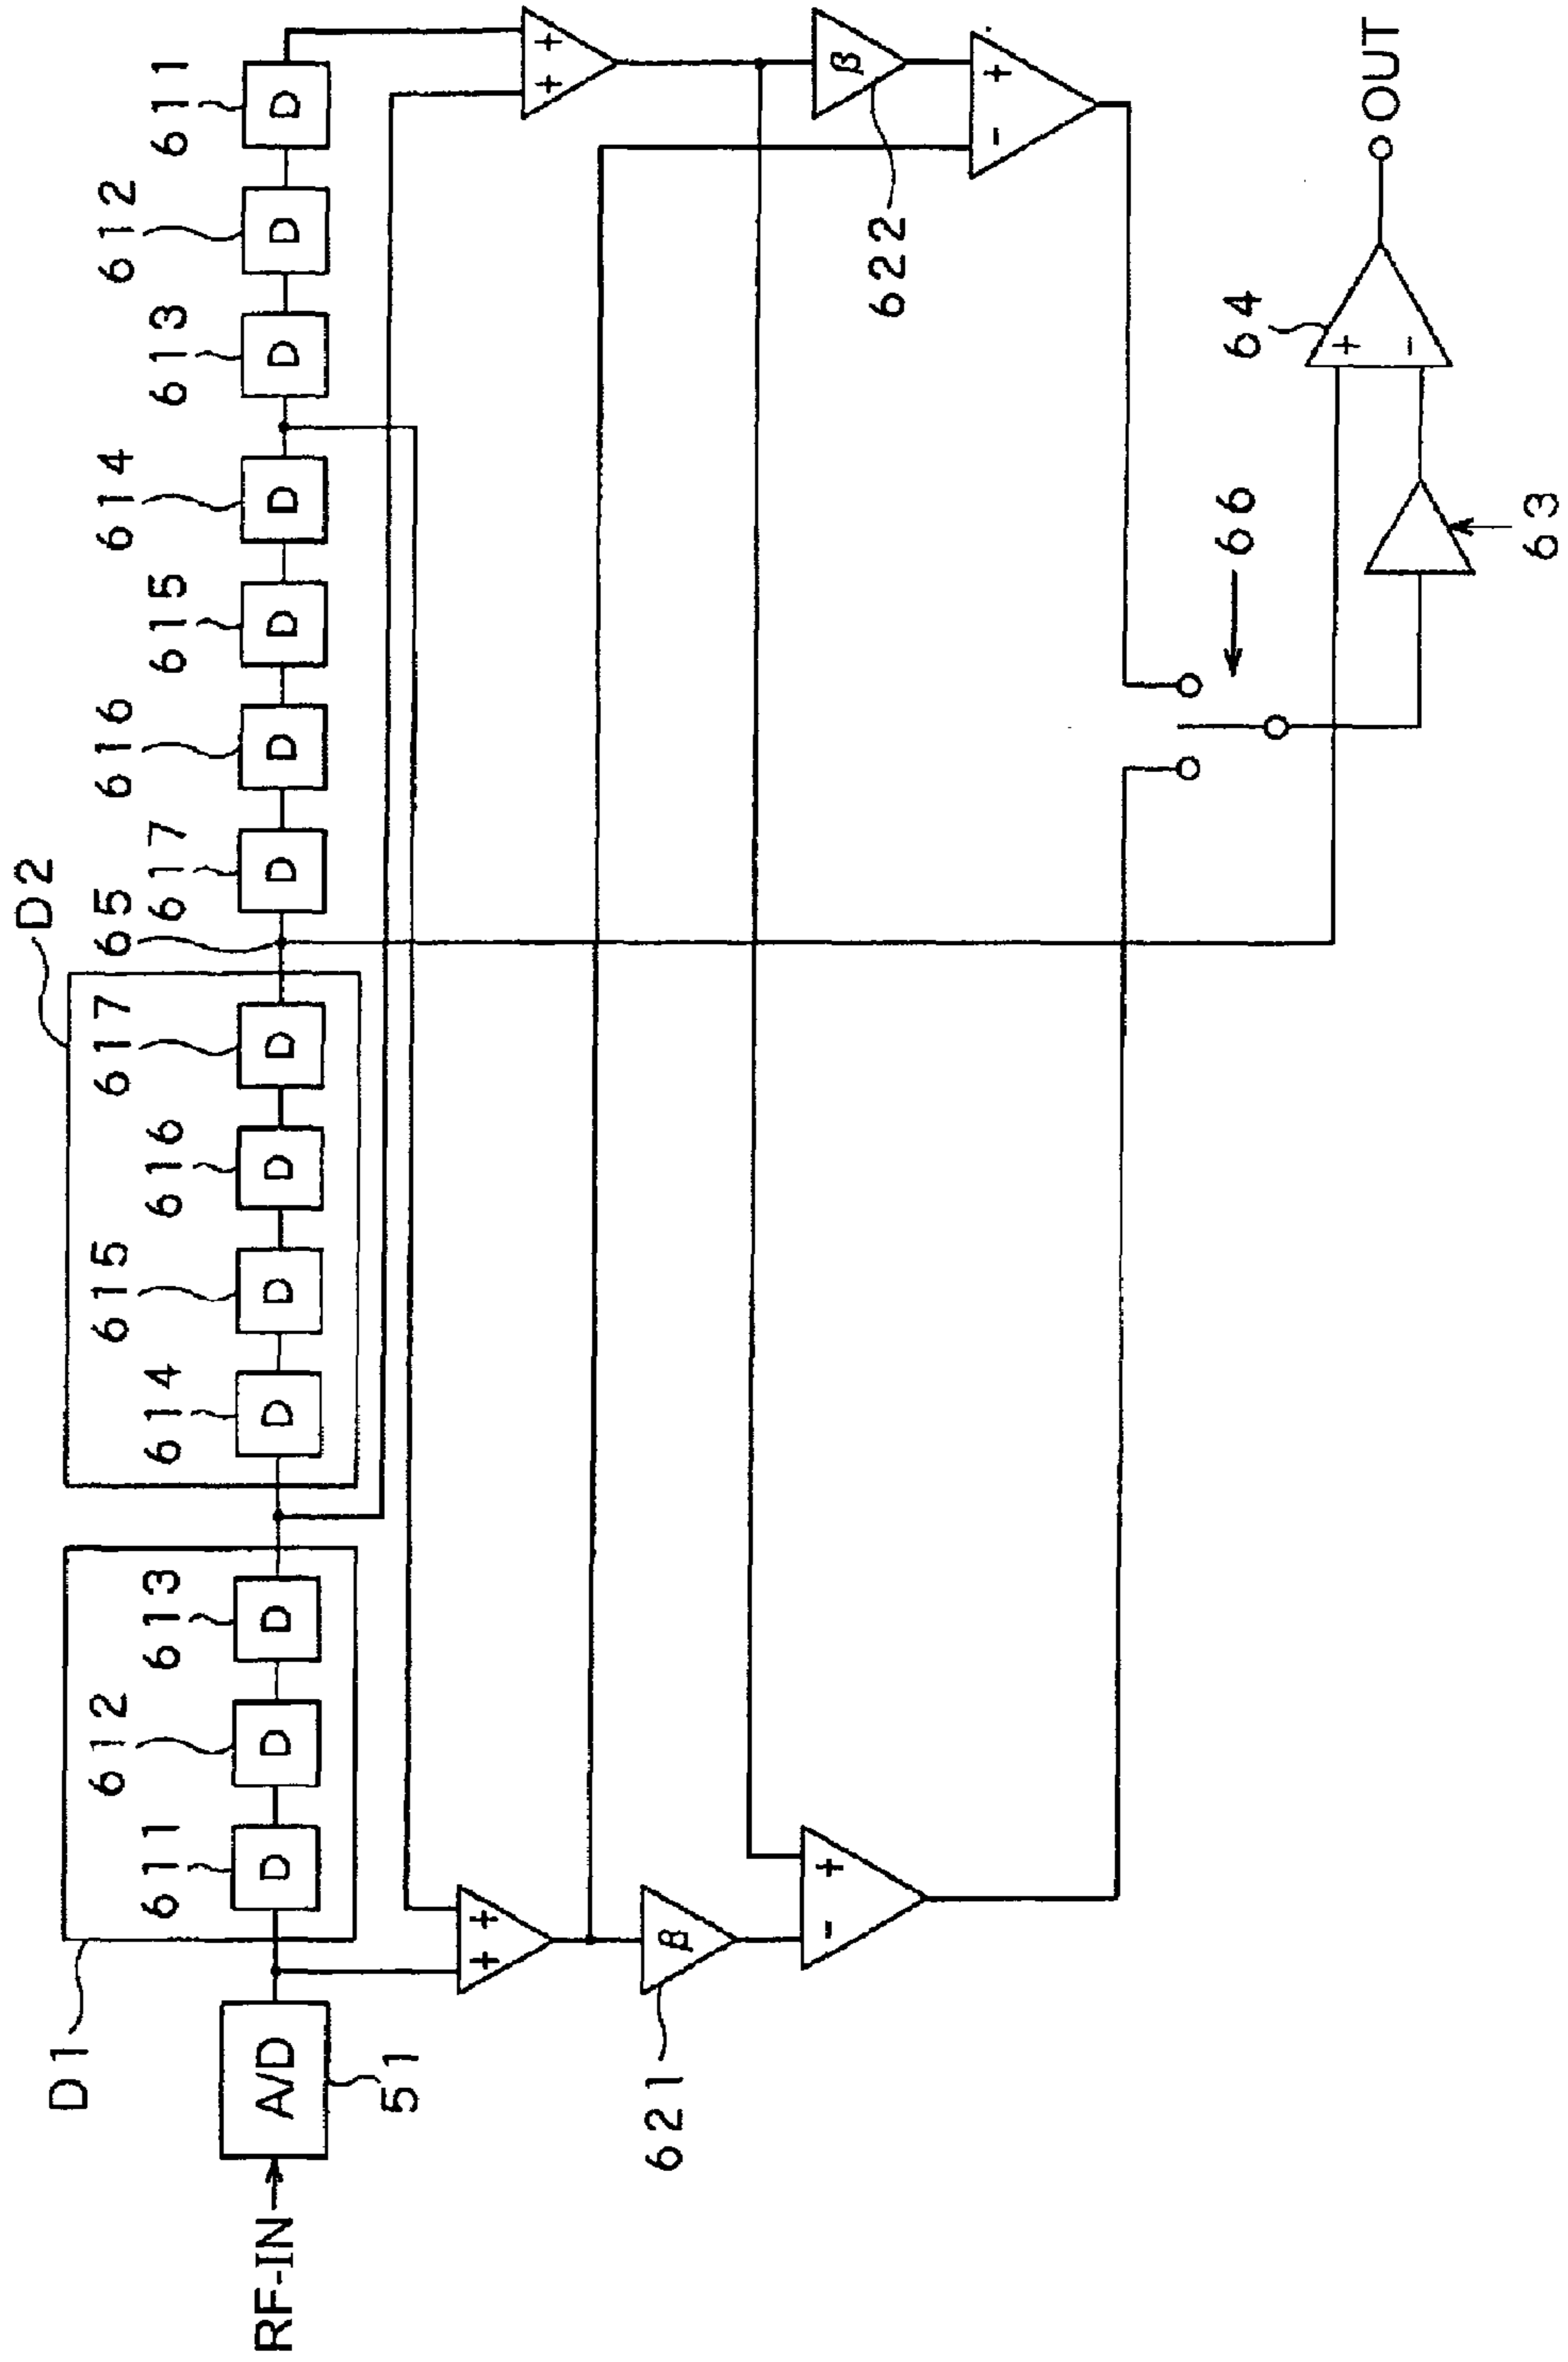 D2
D1
612 615 617 65 616 614 612
611 613 614 616 617 615 613 611
RF-IN A/D D D D D D D D D D D D D D D
51
+ +
+ +
621 β
β
622
- +
- +
66 64
+
OUT
-
63